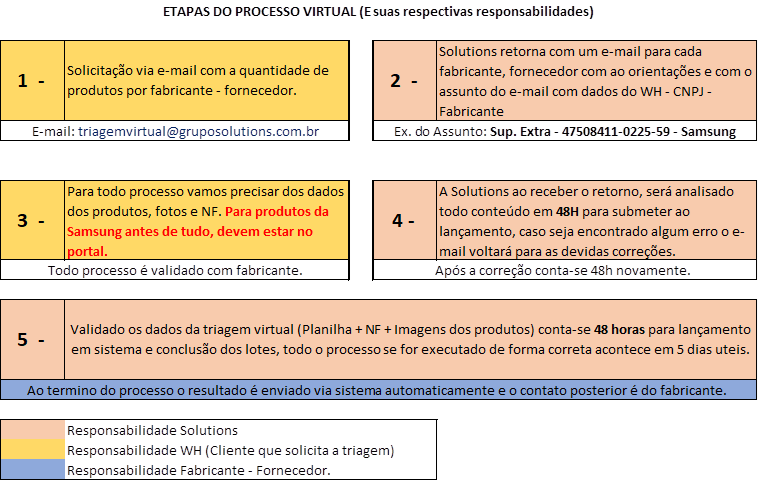 ETAPAS DO PROCESSO VIRTUAL (E suas respectivas responsabilidades)
1 -
Solicitação via e-mail com a quantidade de
produtos por fabricante - fornecedor.
E-mail: triagemvirtual@gruposolutions.com.br
2 -
Solutions retorna com um e-mail para cada
fabricante, fornecedor com ao orientações e com o
assunto do e-mail com dados do WH - CNPJ -
Fabricante
Ex. do Assunto: Sup. Extra - 47508411-0225-59 - Samsung
3 -
Para todo processo vamos precisar dos dados
dos produtos, fotos e NF. Para produtos da
Samsung antes de tudo, devem estar no
portal.
Todo processo é validado com fabricante.
4 -
A Solutions ao receber o retorno, será analisado
todo conteúdo em 48H para submeter ao
lançamento, caso seja encontrado algum erro o e-
mail voltará para as devidas correções.
Após a correção conta-se 48h novamente.
5 -
Validado os dados da triagem virtual (Planilha + NF + Imagens dos produtos) conta-se 48 horas para lançamento
em sistema e conclusão dos lotes, todo o processo se for executado de forma correta acontece em 5 dias uteis.
Ao termino do processo o resultado é enviado via sistema automaticamente e o contato posterior é do fabricante.
Responsabilidade Solutions
Responsabilidade WH (Cliente que solicita a triagem)
Responsabilidade Fabricante - Fornecedor.